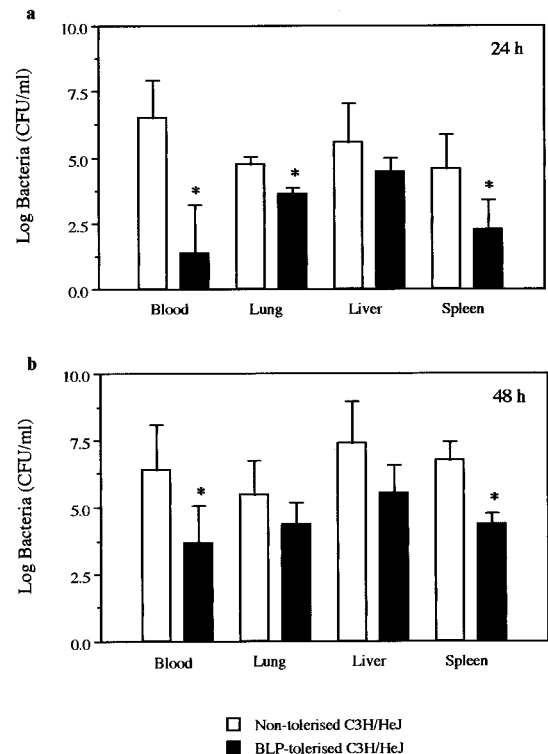 a
10.0
24 h
7.5
5.0
2.5
0.0
Log Bacteria (CFU/ml)
* * *
Blood Lung Liver Spleen
b
10.0
48 h
7.5
5.0
2.5
0.0
Log Bacteria (CFU/ml)
* *
Blood Lung Liver Spleen
Non-tolerised C3H/HeJ
BLP-tolerised C3H/HeJ